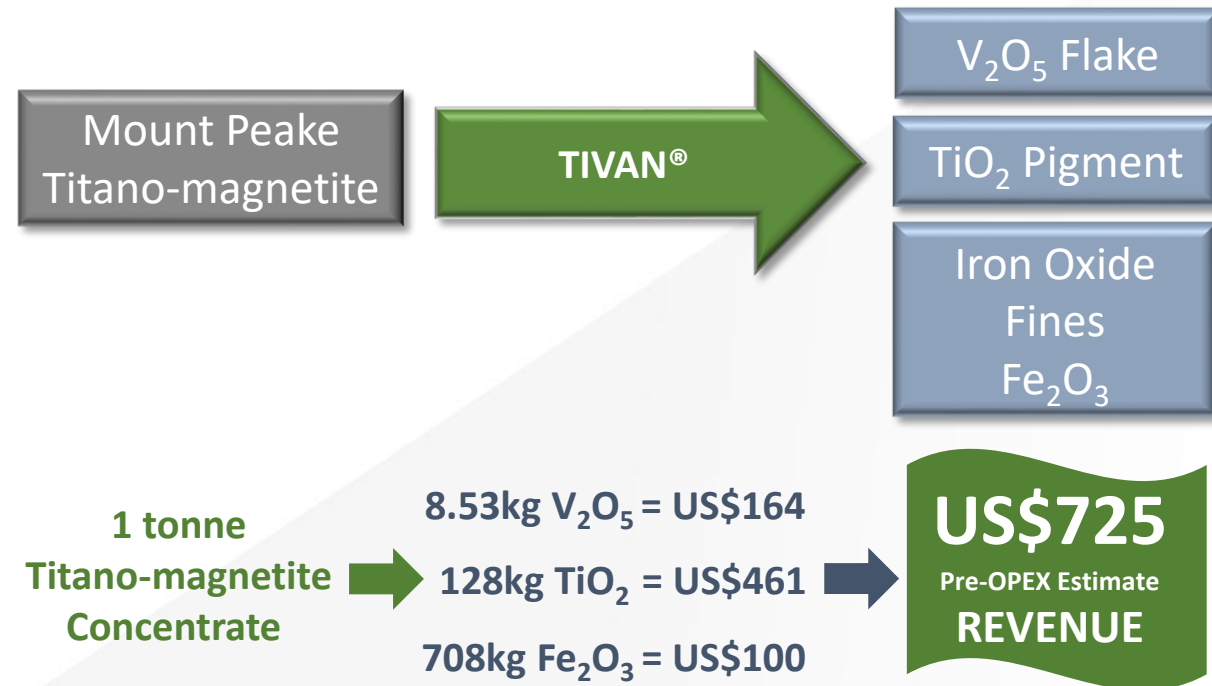 Mount Peake
Titano-magnetite
TIVAN®
V₂O₅ Flake
TiO₂ Pigment
Iron Oxide
Fines
Fe₂O₃
1 tonne
Titano-magnetite
Concentrate
8.53kg V₂O₅ = US$164
128kg TiO₂ = US$461
708kg Fe₂O₃ = US$100
US$725
Pre-OPEX Estimate
REVENUE